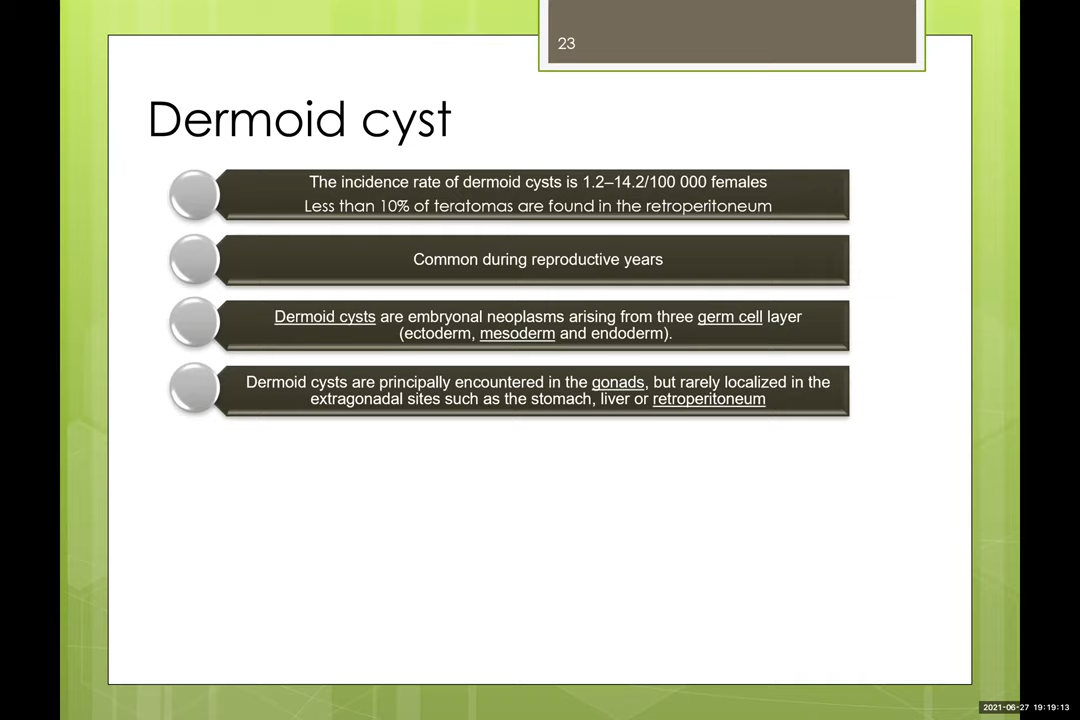 23
Dermoid cyst
The incidence rate of dermoid cysts is 1.2–14.2/100 000 females
Less than 10% of teratomas are found in the retroperitoneum
Common during reproductive years
Dermoid cysts are embryonal neoplasms arising from three germ cell layer
(ectoderm, mesoderm and endoderm).
Dermoid cysts are principally encountered in the gonads, but rarely localized in the
extragonadal sites such as the stomach, liver or retroperitoneum
2021-06-27 19:19:13